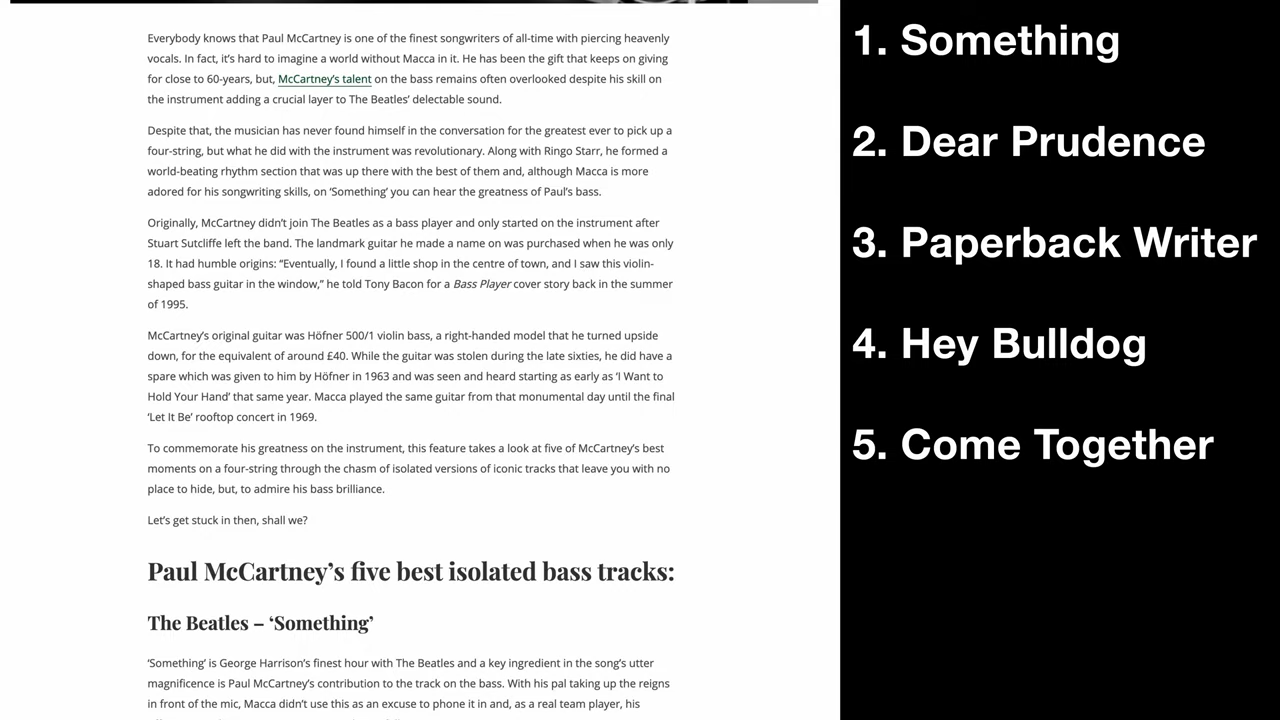 Everybody knows that Paul McCartney is one of the finest songwriters of all-time with piercing heavenly
vocals. In fact, it's hard to imagine a world without Macca in it. He has been the gift that keeps on giving
for close to 60-years, but, McCartney's talent on the bass remains often overlooked despite his skill on
the instrument adding a crucial layer to The Beatles' delectable sound.
Despite that, the musician has never found himself in the conversation for the greatest ever to pick up a
four-string, but what he did with the instrument was revolutionary. Along with Ringo Starr, he formed a
world-beating rhythm section that was up there with the best of them and, although Macca is more
adored for his songwriting skills, on ‘Something’ you can hear the greatness of Paul's bass.
Originally, McCartney didn't join The Beatles as a bass player and only started on the instrument after
Stuart Sutcliffe left the band. The landmark guitar he made a name on was purchased when he was only
18. It had humble origins: “Eventually, I found a little shop in the centre of town, and I saw this violin-
shaped bass guitar in the window,” he told Tony Bacon for a Bass Player cover story back in the summer
of 1995.
McCartney's original guitar was Höfner 500/1 violin bass, a right-handed model that he turned upside
down, for the equivalent of around £40. While the guitar was stolen during the late sixties, he did have a
spare which was given to him by Höfner in 1963 and was seen and heard starting as early as ‘I Want to
Hold Your Hand’ that same year. Macca played the same guitar from that monumental day until the final
‘Let It Be’ rooftop concert in 1969.
To commemorate his greatness on the instrument, this feature takes a look at five of McCartney's best
moments on a four-string through the chasm of isolated versions of iconic tracks that leave you with no
place to hide, but, to admire his bass brilliance.
Let's get stuck in then, shall we?
Paul McCartney's five best isolated bass tracks:
The Beatles – ‘Something’
‘Something’ is George Harrison's finest hour with The Beatles and a key ingredient in the song's utter
magnificence is Paul McCartney's contribution to the track on the bass. With his pal taking up the reigns
in front of the mic, Macca didn't use this as an excuse to phone it in and, as a real team player, his
1. Something
2. Dear Prudence
3. Paperback Writer
4. Hey Bulldog
5. Come Together